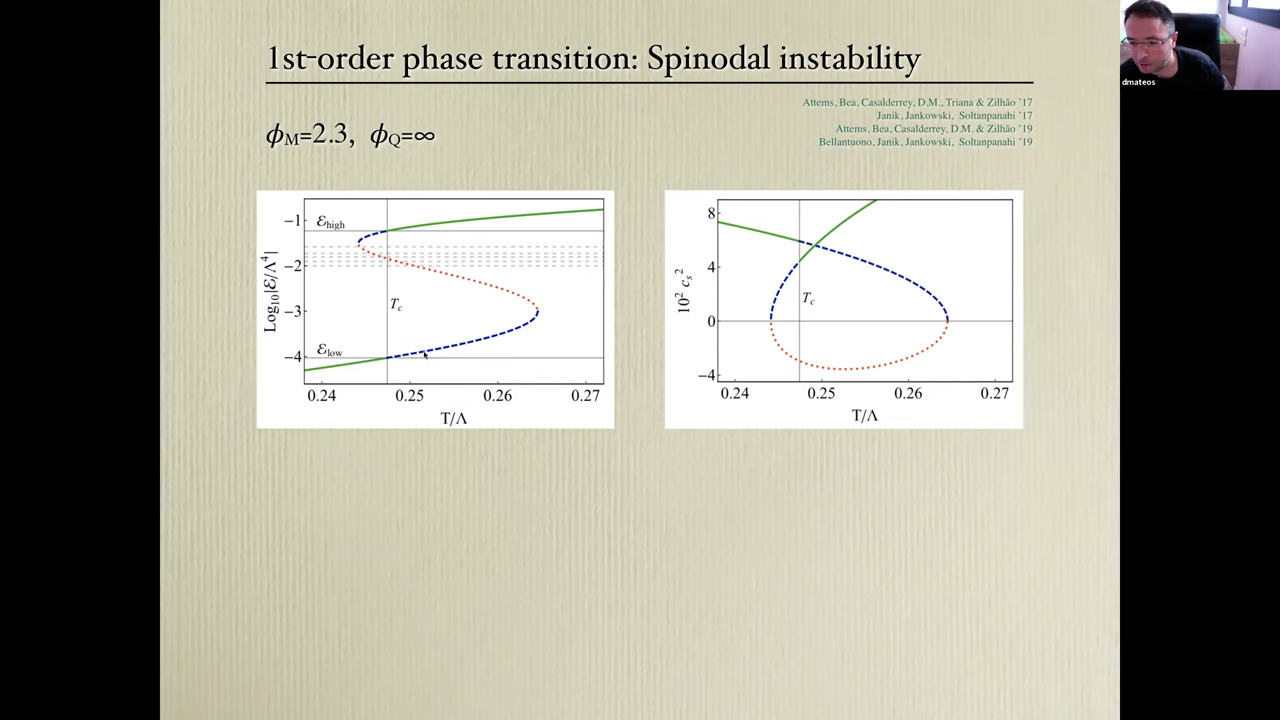 1st-order phase transition: Spinodal instability
dmateos
Attems, Bea, Casalderrey, D.M., Triana & Zilhão '17
Janik, Jankowski, Soltanpanahi '17
Attems, Bea, Casalderrey, D.M. & Zilhão '19
Bellantuono, Janik, Jankowski, Soltanpanahi '19
ϕM=2.3, ϕQ=∞
Log10|ℰ/Λ⁴|
−1
−2
−3
−4
ℰhigh
Tc
ℰlow
0.24 0.25 0.26 0.27
T/Λ
10² cs²
8
4
0
−4
Tc
0.24 0.25 0.26 0.27
T/Λ